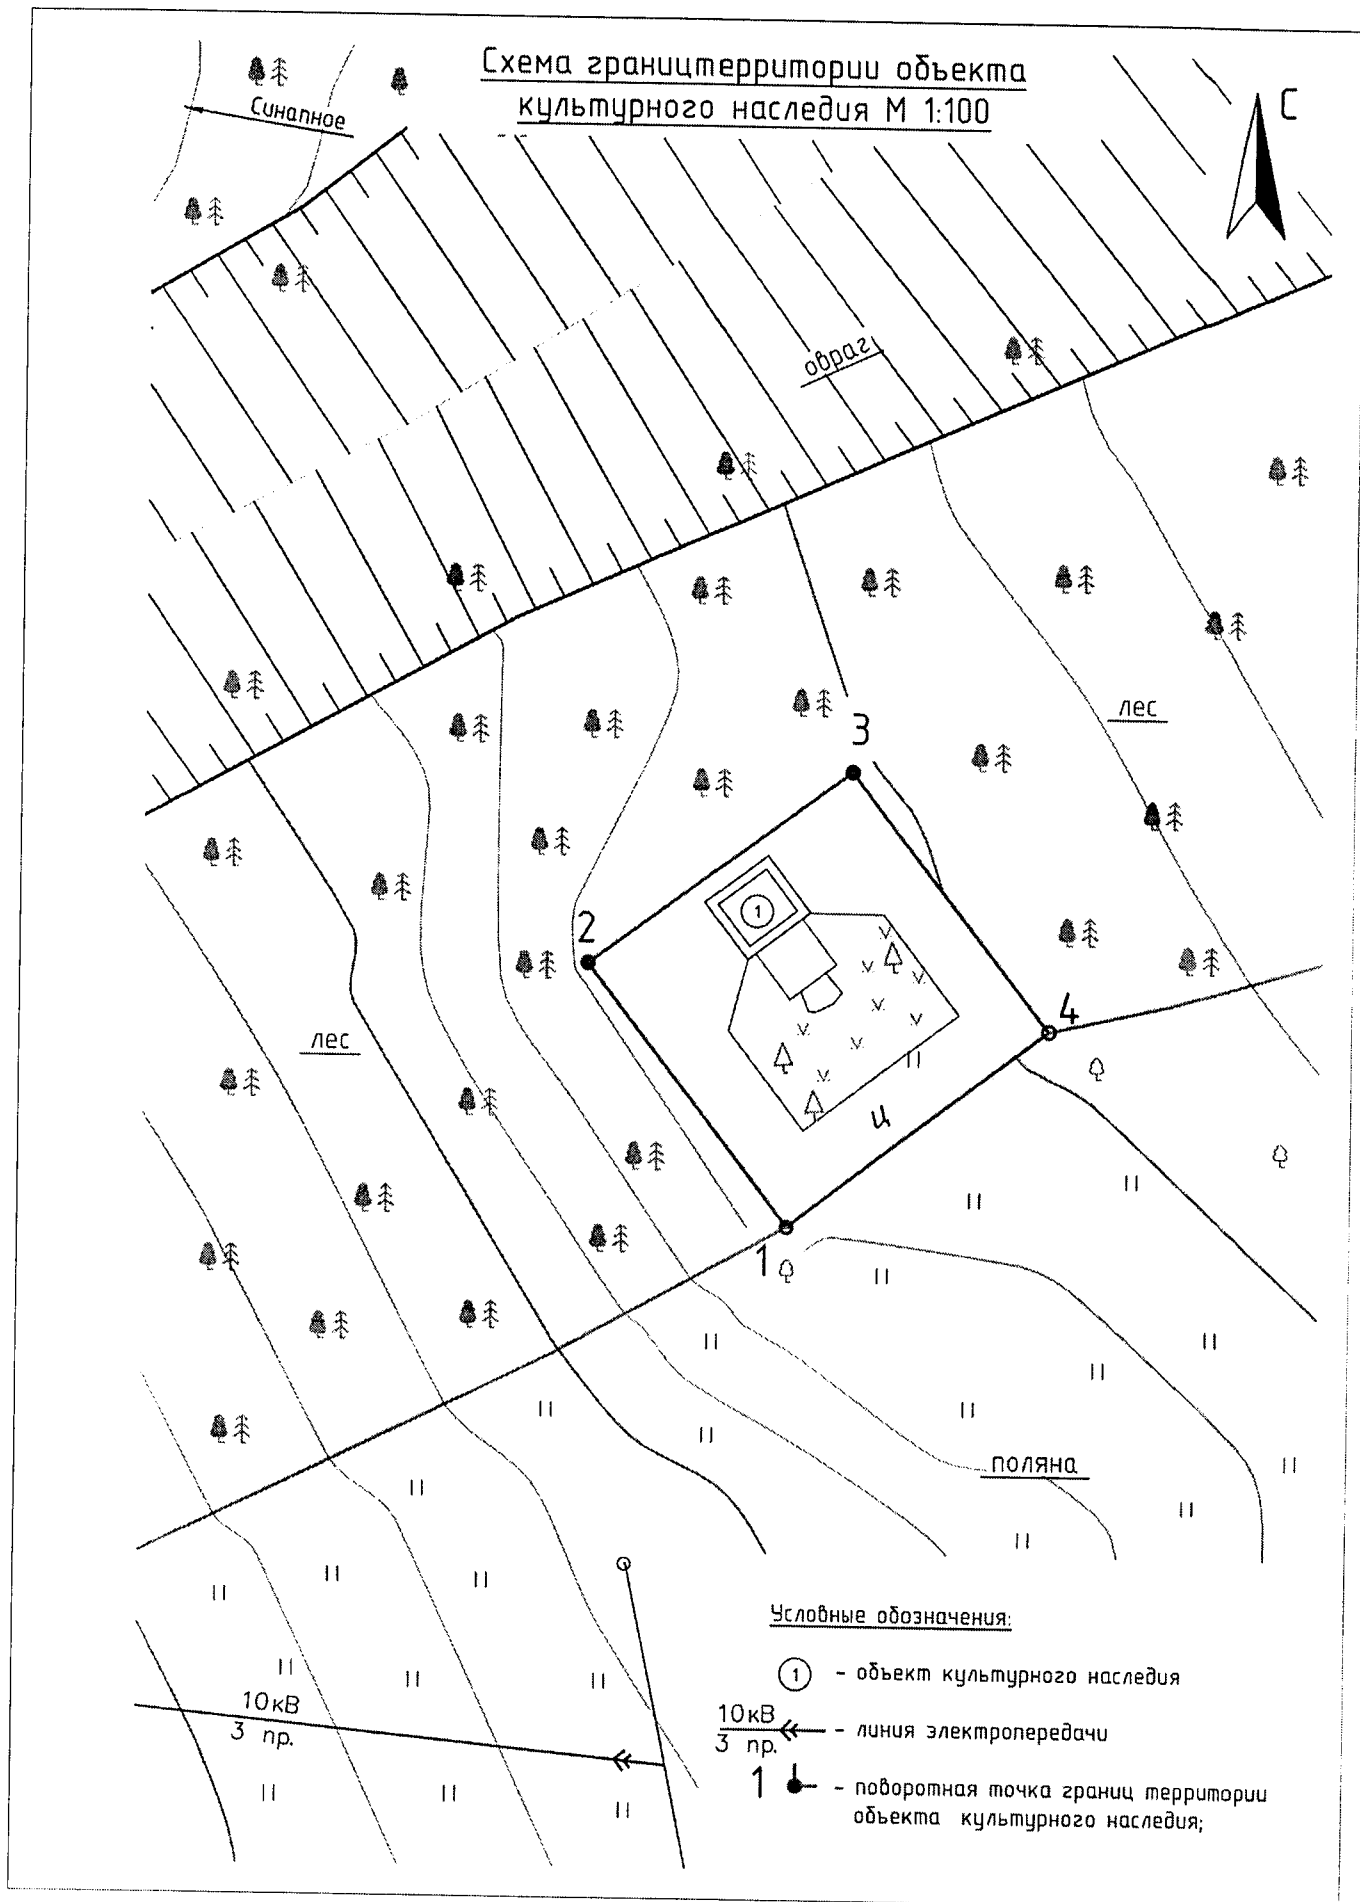 Схема граництерритории объекта
культурного наследия М 1:100
С
Синапное
овраг
лес
3
2
1
4
лес
ц
1
поляна
10кВ
3 пр.
Условные обозначения:
1 - объект культурного наследия
10кВ
3 пр. - линия электропередачи
1 - поворотная точка границ территории
объекта культурного наследия;